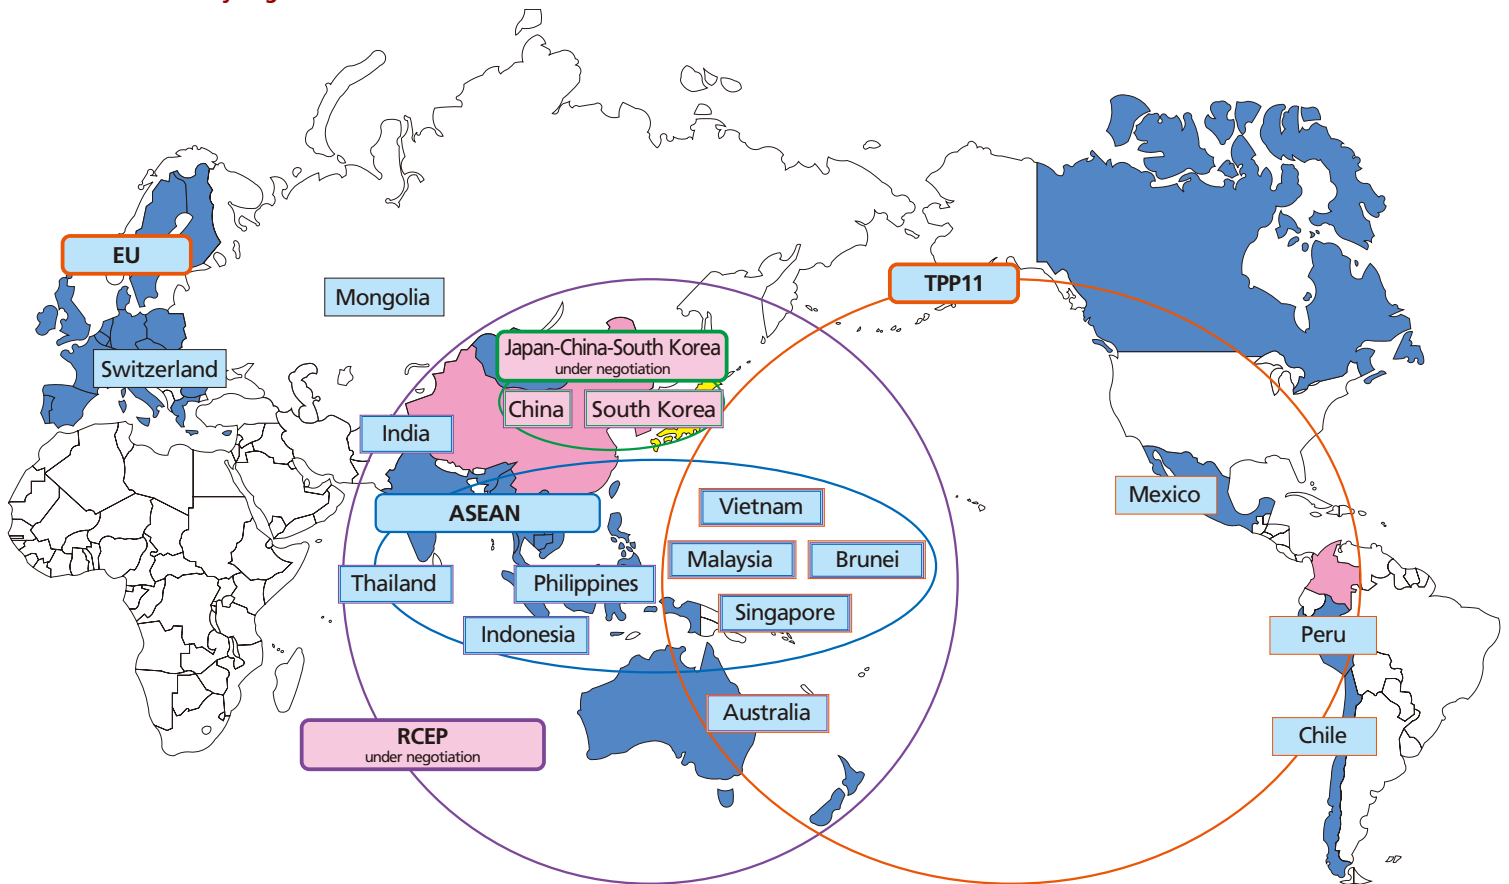 EU
TPP11
Mongolia
Japan-China-South Korea
under negotiation
Switzerland
China
South Korea
India
Mexico
ASEAN
Vietnam
Malaysia
Brunei
Thailand
Philippines
Singapore
Indonesia
Peru
Australia
RCEP
under negotiation
Chile